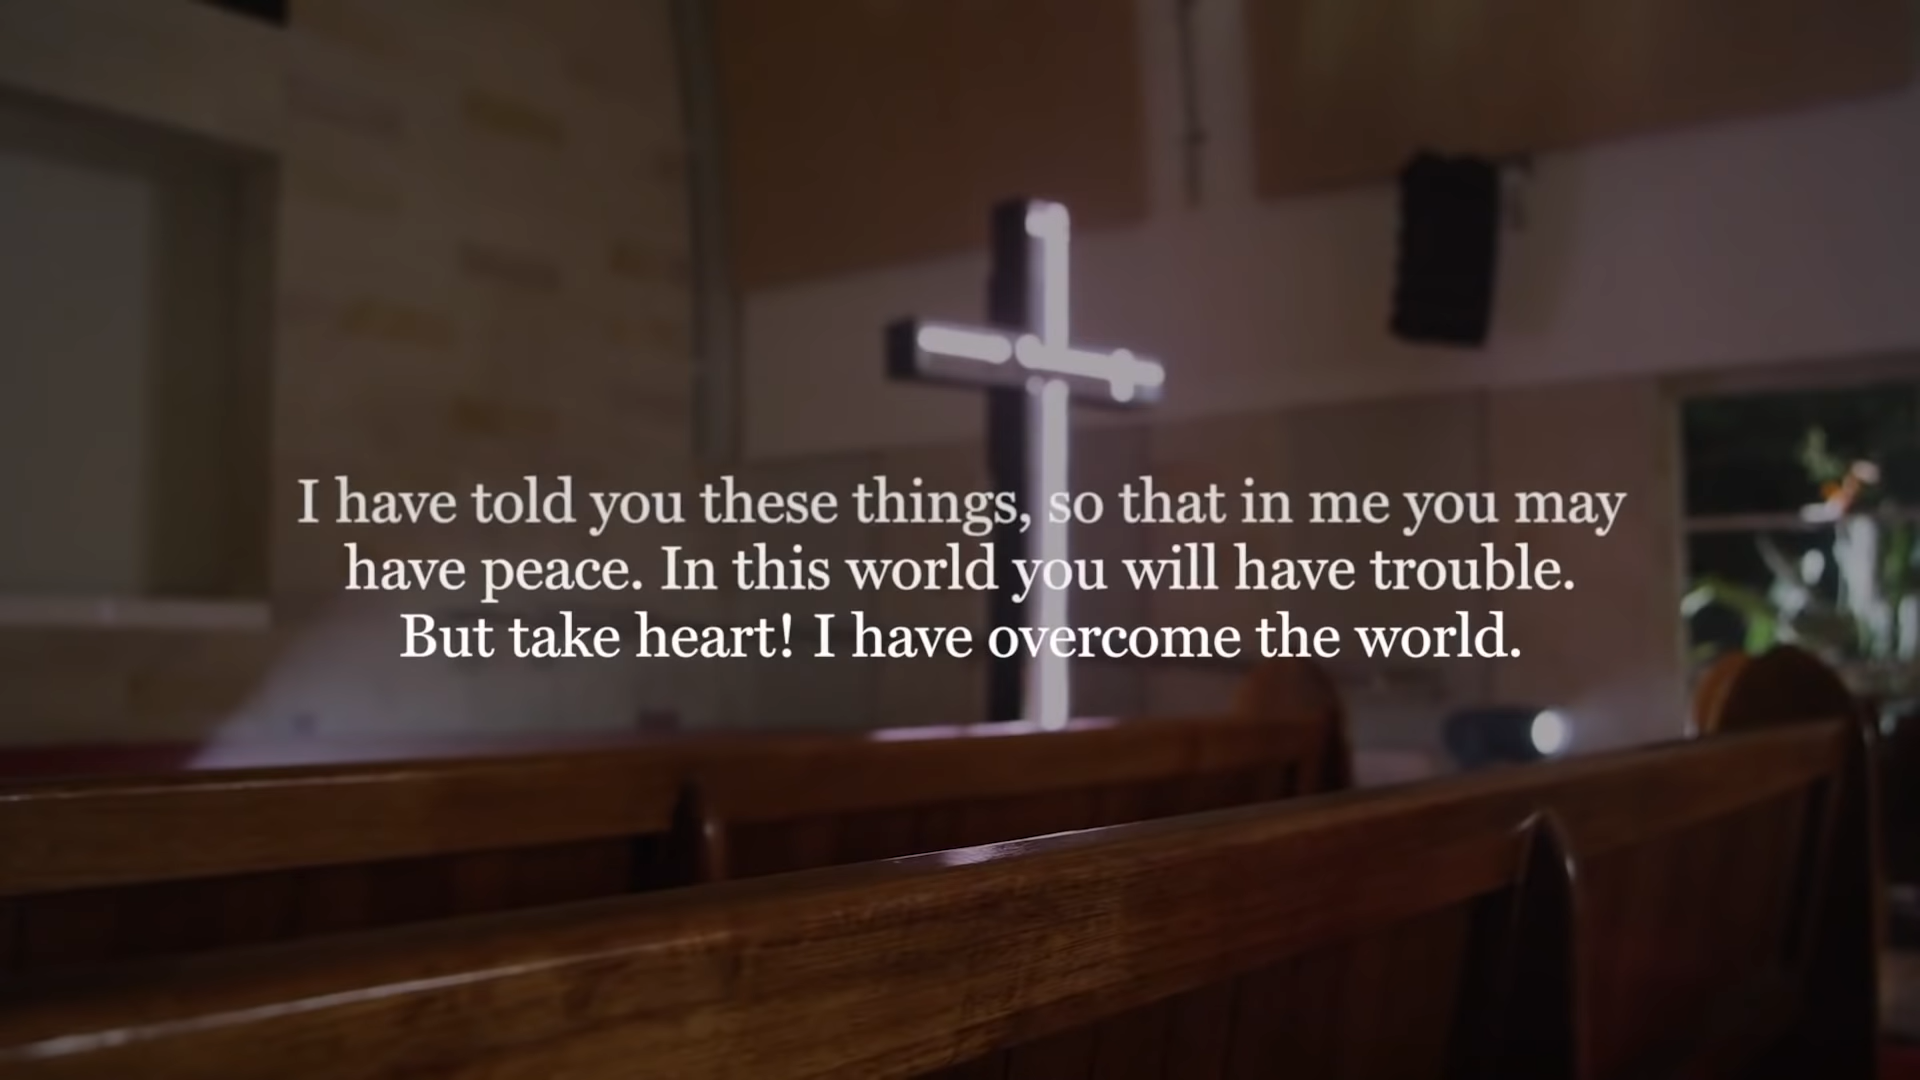 I have told you these things, so that in me you may
have peace. In this world you will have trouble.
But take heart! I have overcome the world.